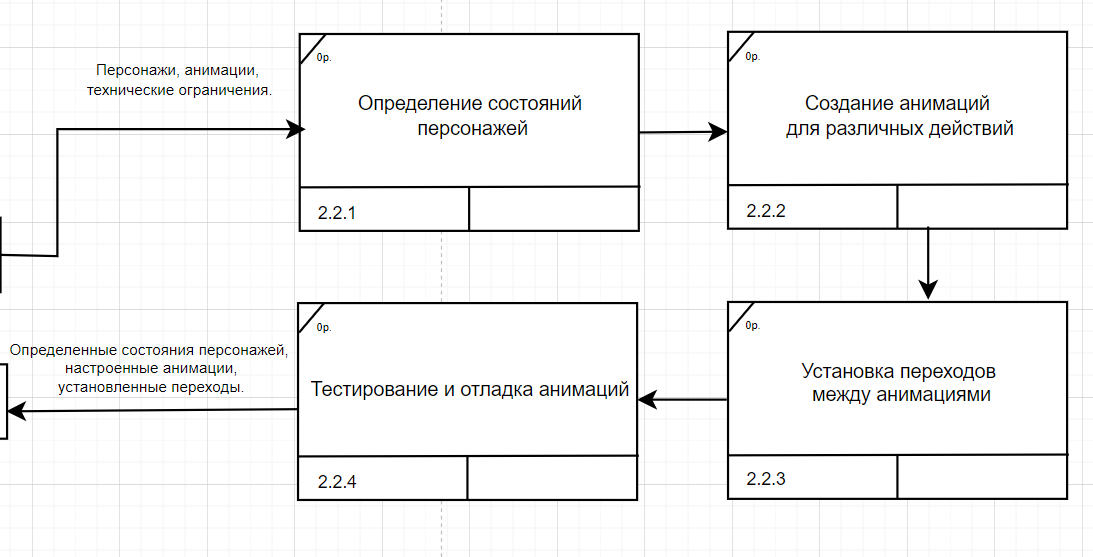 Персонажи, анимации,
технические ограничения.
0р.
Определение состояний
персонажей
2.2.1
0р.
Создание анимаций
для различных действий
2.2.2
0р.
Установка переходов
между анимациями
2.2.3
0р.
Тестирование и отладка анимаций
2.2.4
Определенные состояния персонажей,
настроенные анимации,
установленные переходы.